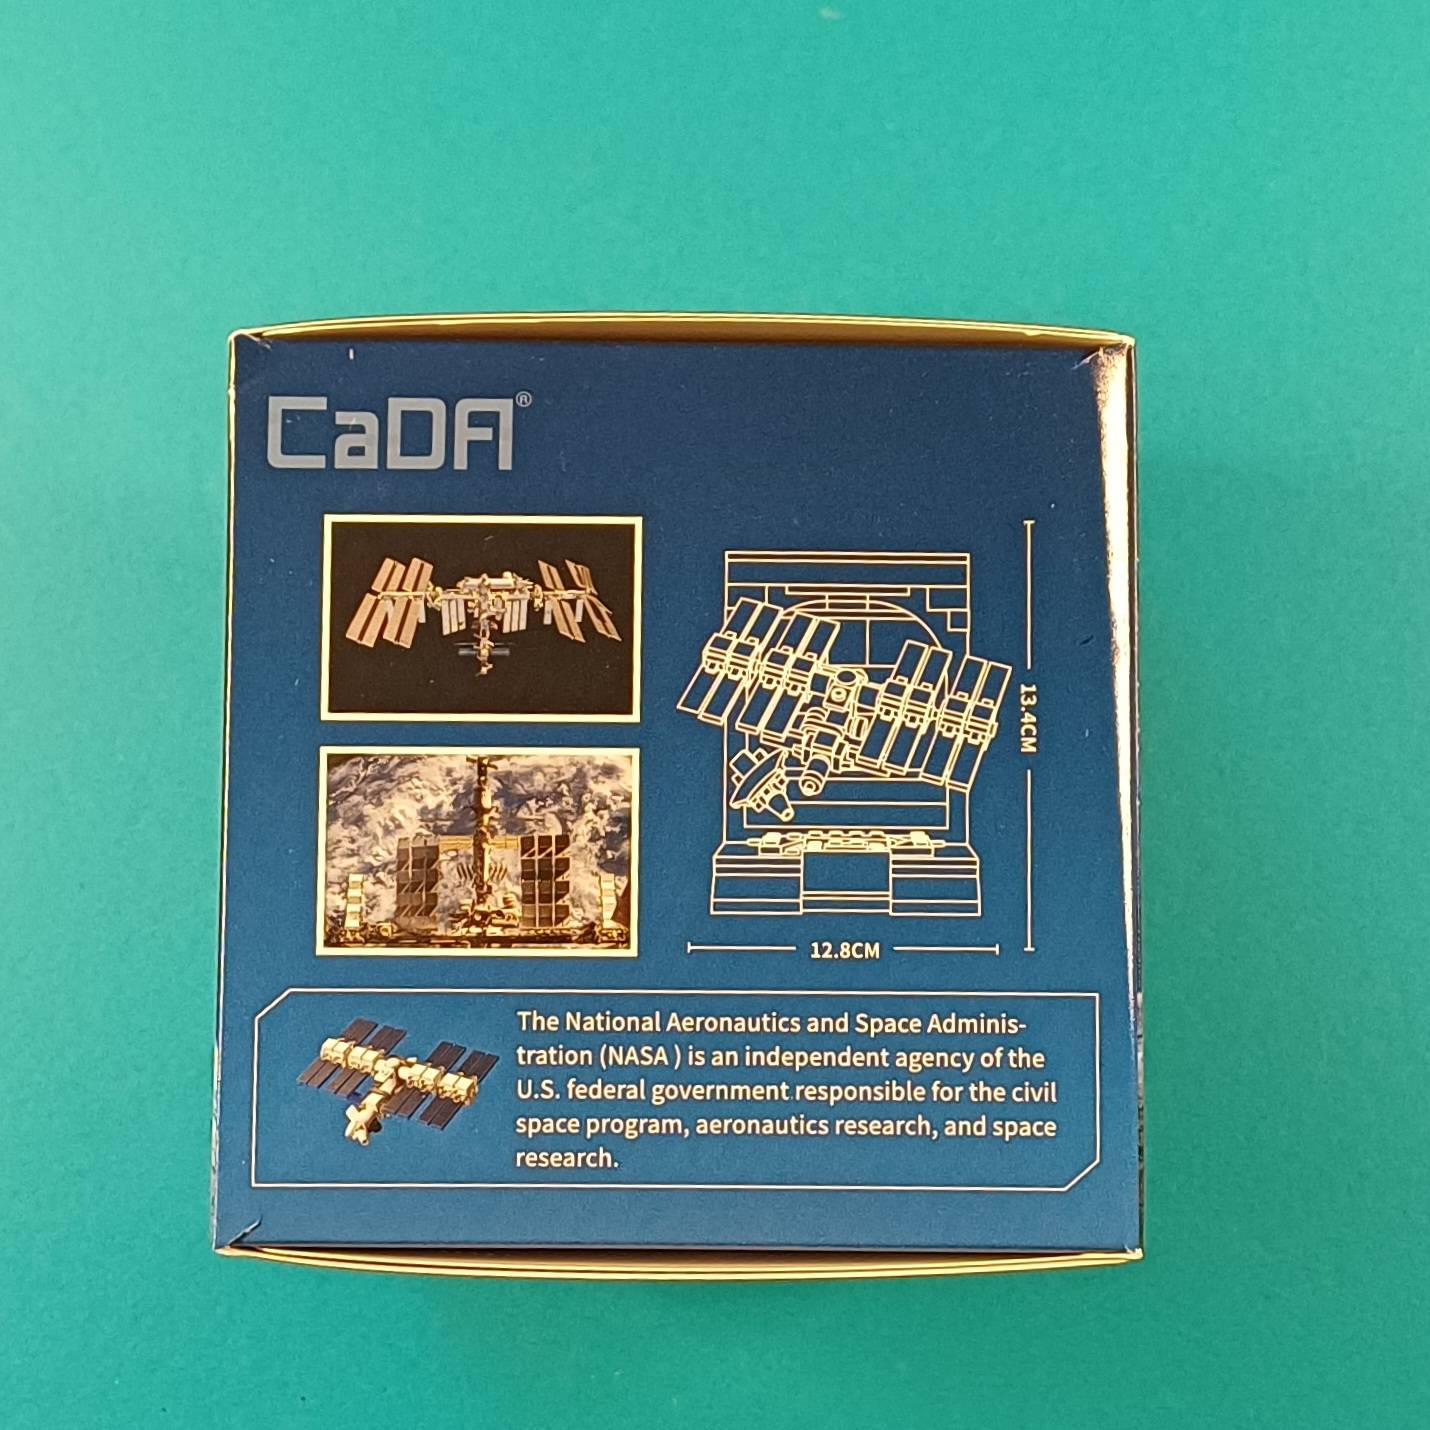 CaDA®
13.4CM
12.8CM
The National Aeronautics and Space Adminis-
tration (NASA ) is an independent agency of the
U.S. federal government responsible for the civil
space program, aeronautics research, and space
research.